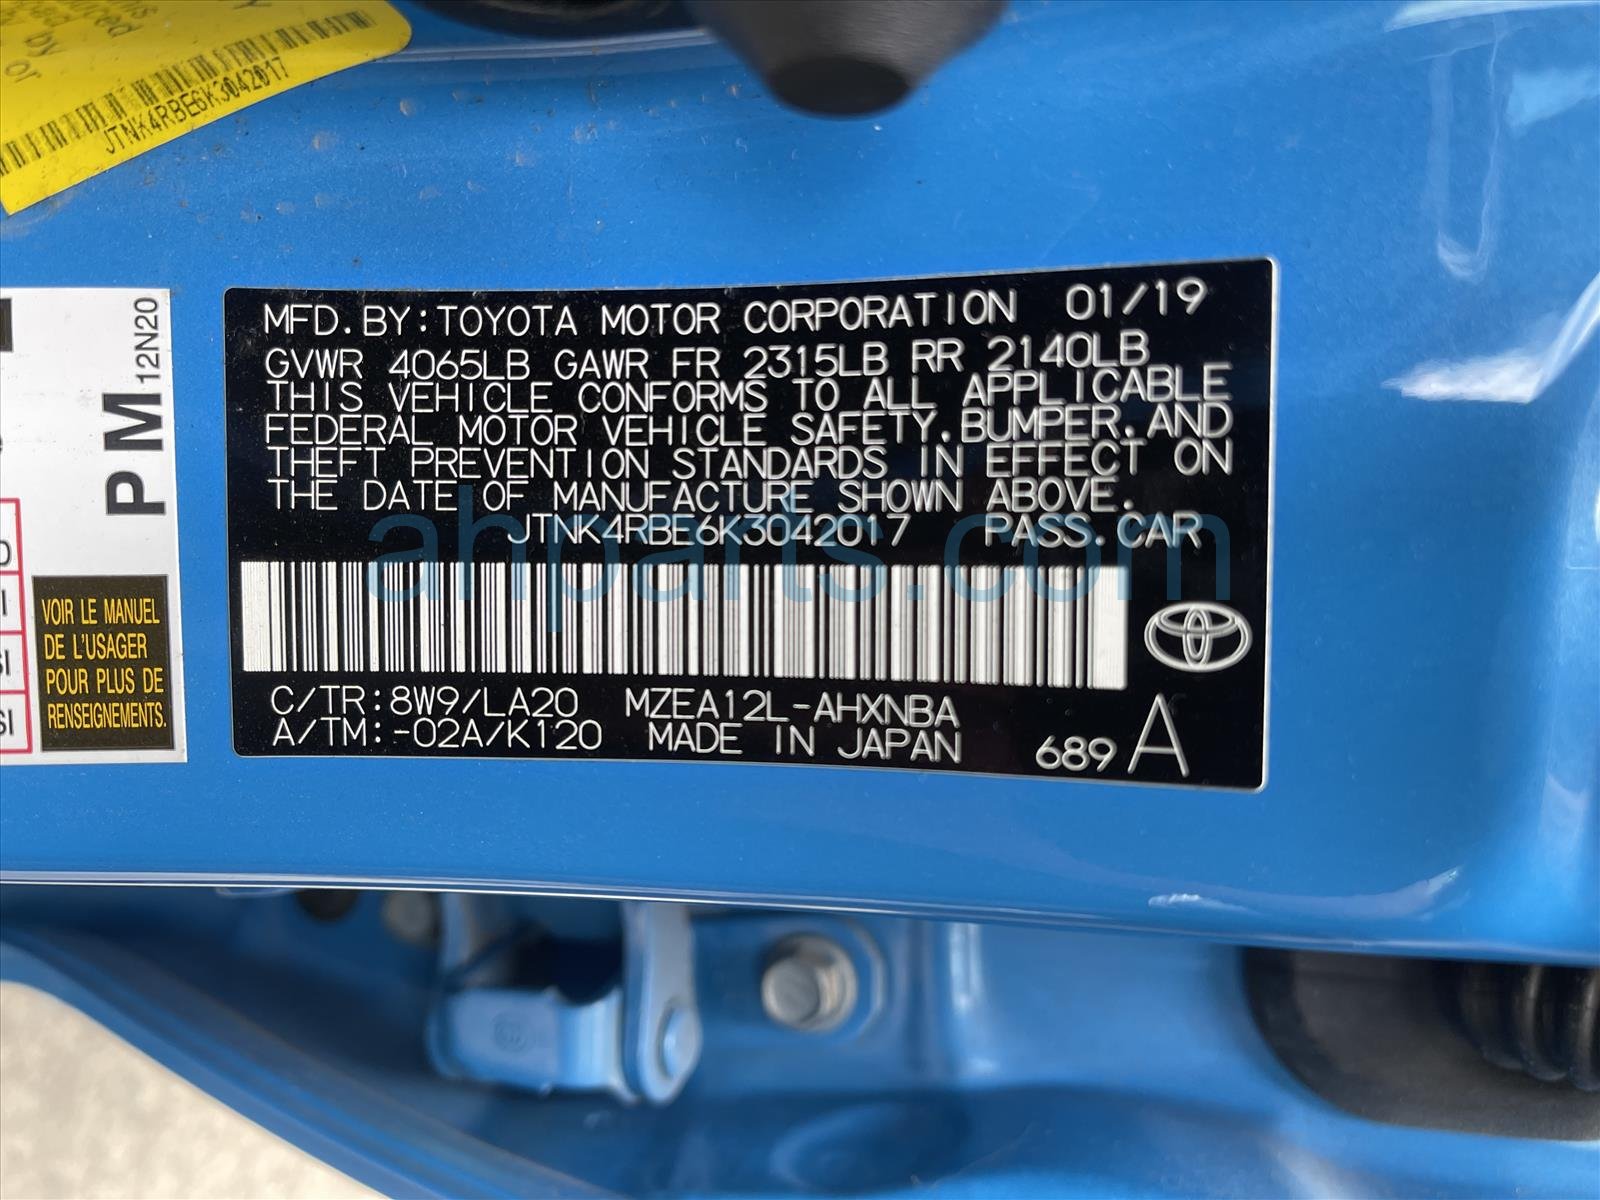 JTNK4RBE6K3042017
PM 12N20
VOIR LE MANUEL
DE L'USAGER
POUR PLUS DE
RENSEIGNEMENTS.
MFD. BY: TOYOTA MOTOR CORPORATION 01/19
GVWR 4065LB GAWR FR 2315LB RR 2140LB
THIS VEHICLE CONFORMS TO ALL APPLICABLE
FEDERAL MOTOR VEHICLE SAFETY, BUMPER, AND
THEFT PREVENTION STANDARDS IN EFFECT ON
THE DATE OF MANUFACTURE SHOWN ABOVE.
JTNK4RBE6K3042017 PASS. CAR
ahparts.com
C/TR: 8W9/LA20 MZEA12L-AHXNBA
A/TM: -02A/K120 MADE IN JAPAN 689 A